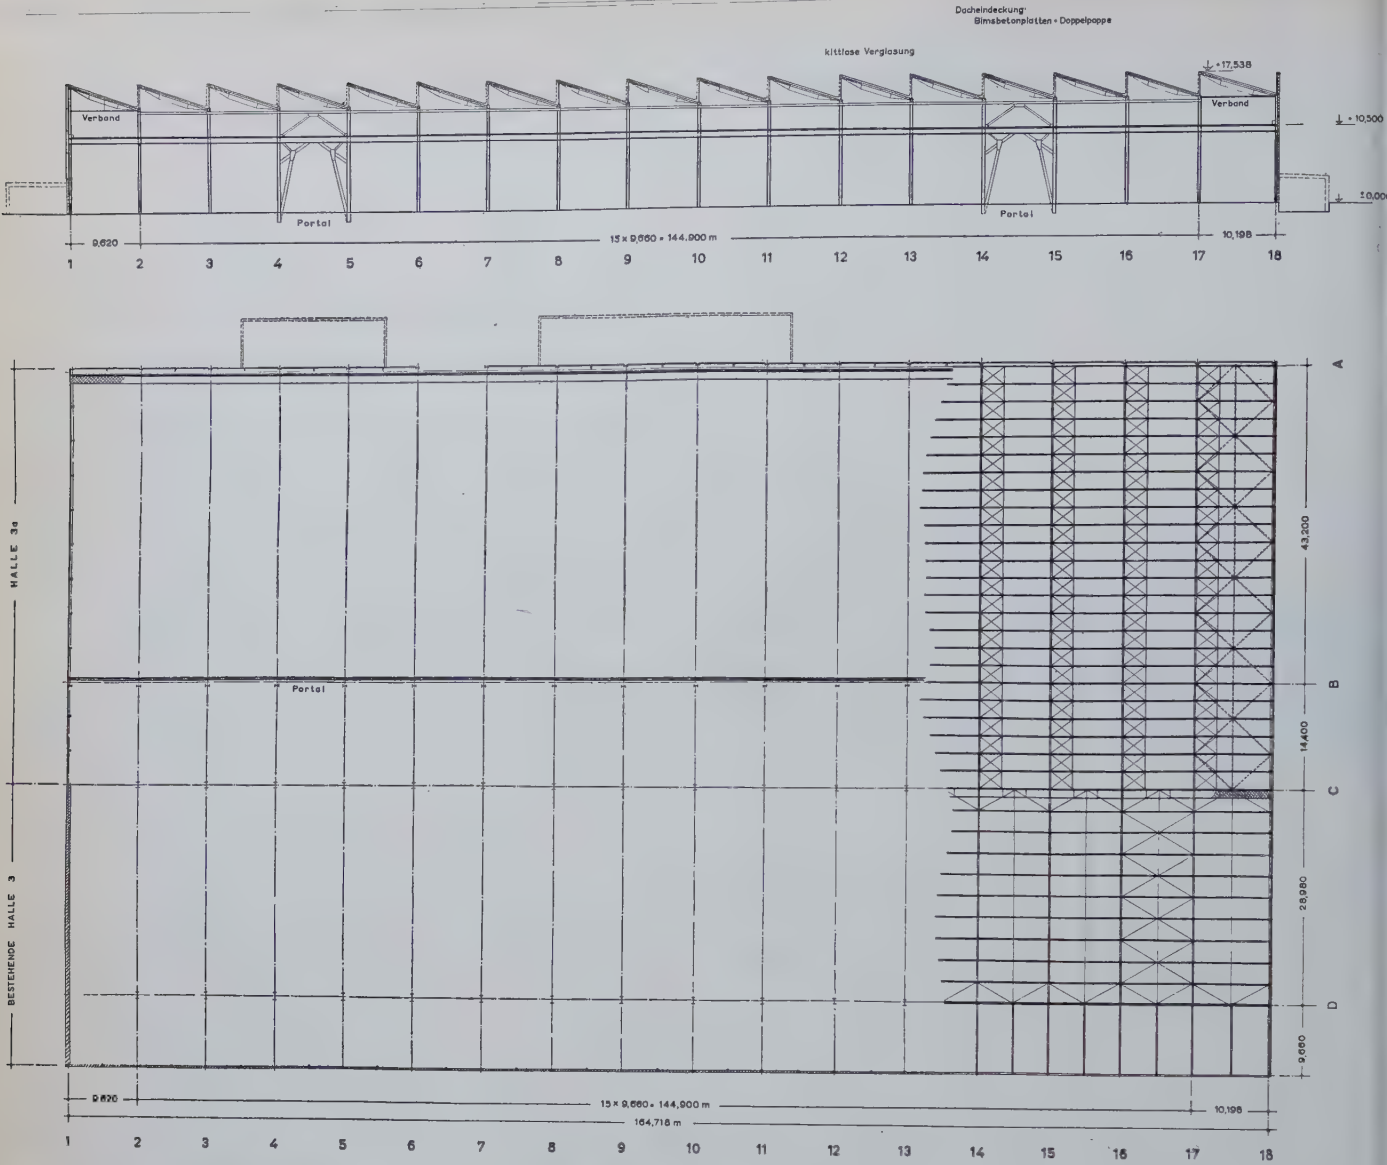 Dacheindeckung:
Bimsbetonplatten + Doppelpappe
kittlose Verglasung
+17,538
Verband
Verband
+10,500
±0,000
Portal
Portal
9,620
15 x 9,660 = 144,900 m
10,198
1 2 3 4 5 6 7 8 9 10 11 12 13 14 15 16 17 18
A
HALLE 3a
43,200
Portal
B
14,400
C
BESTEHENDE HALLE 3
28,980
D
9,660
9,620
15 x 9,660 = 144,900 m
10,198
164,718 m
1 2 3 4 5 6 7 8 9 10 11 12 13 14 15 16 17 18